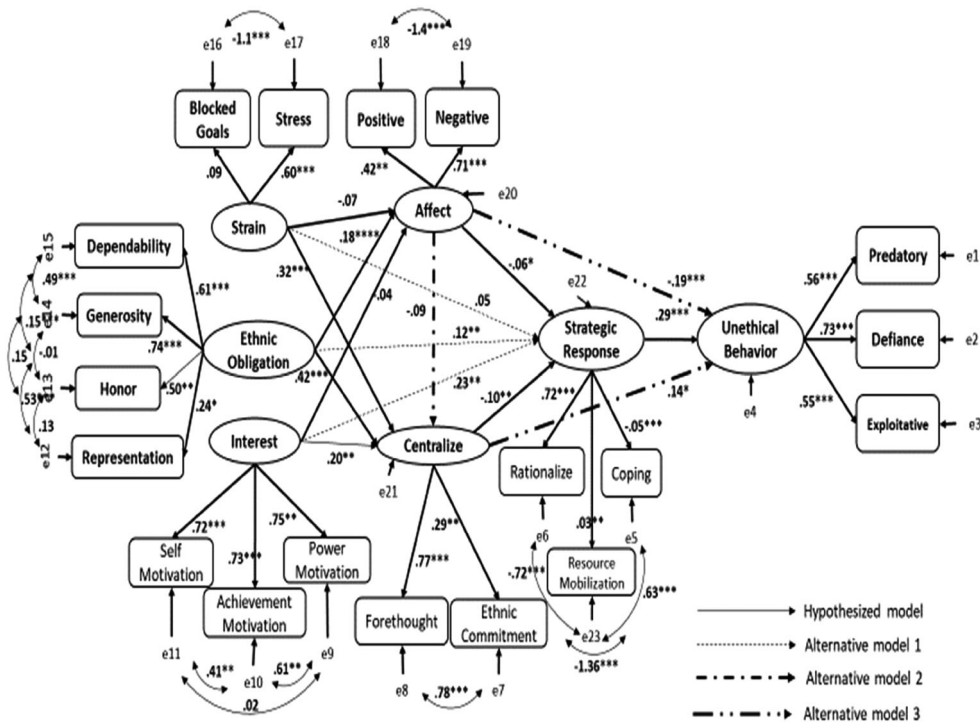 e16
-1.1***
e17
e18
-1.4***
e19
Blocked
Goals
Stress
Positive
Negative
.09
.60***
.42**
.71***
e20
Strain
-.07
Affect
.18****
.32***
-.04
e15
Dependability
.49***
.61***
Generosity
.74***
.15
-.01
Honor
.50**
.15
.13
.24*
e12
Representation
Ethnic
Obligation
.42***
-.09
-.06*
.05
.12**
.23**
-.10**
e22
Strategic
Response
-.19***
.29***
Unethical
Behavior
.14*
e4
.56***
Predatory
e1
.73***
Defiance
e2
.55***
Exploitative
e3
Interest
.20**
Centralize
e21
.72***
-.05***
Rationalize
Coping
e6
.03**
e5
Resource
Mobilization
-.72***
.63***
e23
-1.36***
.72***
.73***
.75**
Self
Motivation
Power
Motivation
Achievement
Motivation
e11
.41**
e10
.61**
e9
.02
.77***
.29**
Forethought
Ethnic
Commitment
e8
.78***
e7
Hypothesized model
Alternative model 1
Alternative model 2
Alternative model 3